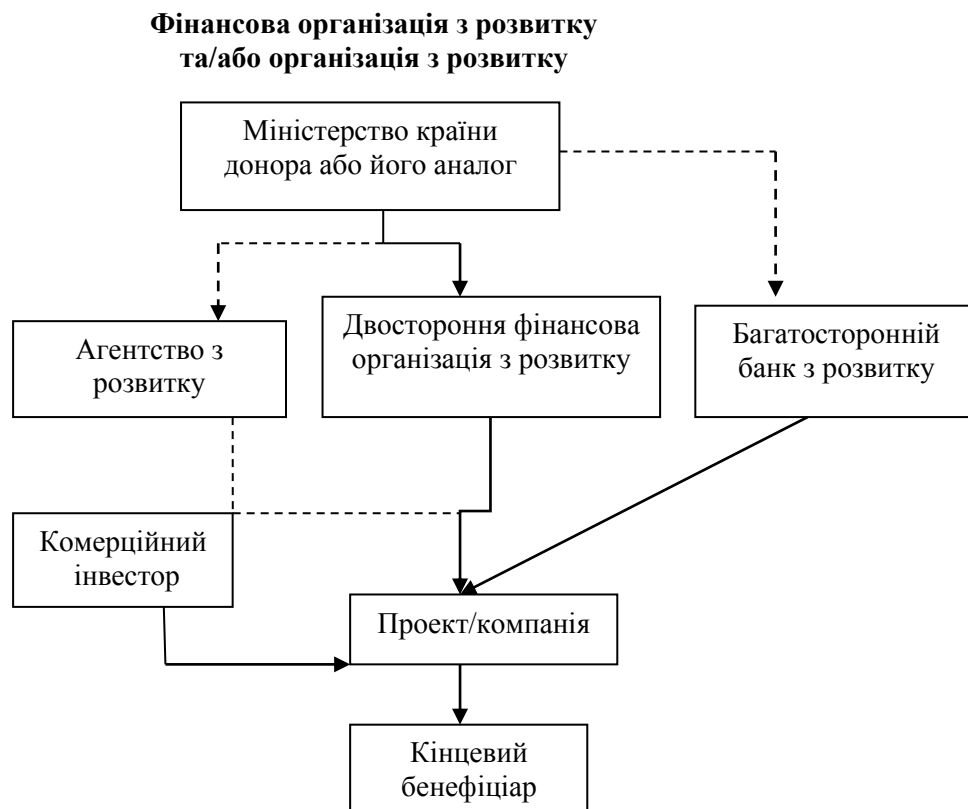 Фінансова організація з розвитку
та/або організація з розвитку
Міністерство країни
донора або його аналог
Агентство з
розвитку
Двостороння фінансова
організація з розвитку
Багатосторонній
банк з розвитку
Комерційний
інвестор
Проект/компанія
Кінцевий
бенефіціар